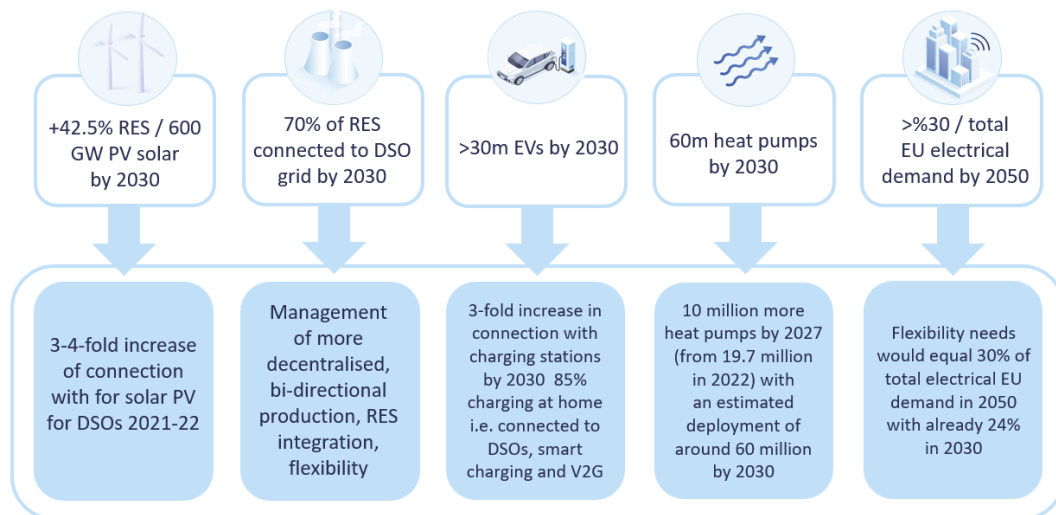 +42.5% RES / 600
GW PV solar
by 2030
70% of RES
connected to DSO
grid by 2030
>30m EVs by 2030
60m heat pumps
by 2030
>%30 / total
EU electrical
demand by 2050
3-4-fold increase
of connection
with for solar PV
for DSOs 2021-22
Management
of more
decentralised,
bi-directional
production, RES
integration,
flexibility
3-fold increase in
connection with
charging stations
by 2030 85%
charging at home
i.e. connected to
DSOs, smart
charging and V2G
10 million more
heat pumps by 2027
(from 19.7 million
in 2022) with
an estimated
deployment of
around 60 million
by 2030
Flexibility needs
would equal 30% of
total electrical EU
demand in 2050
with already 24%
in 2030